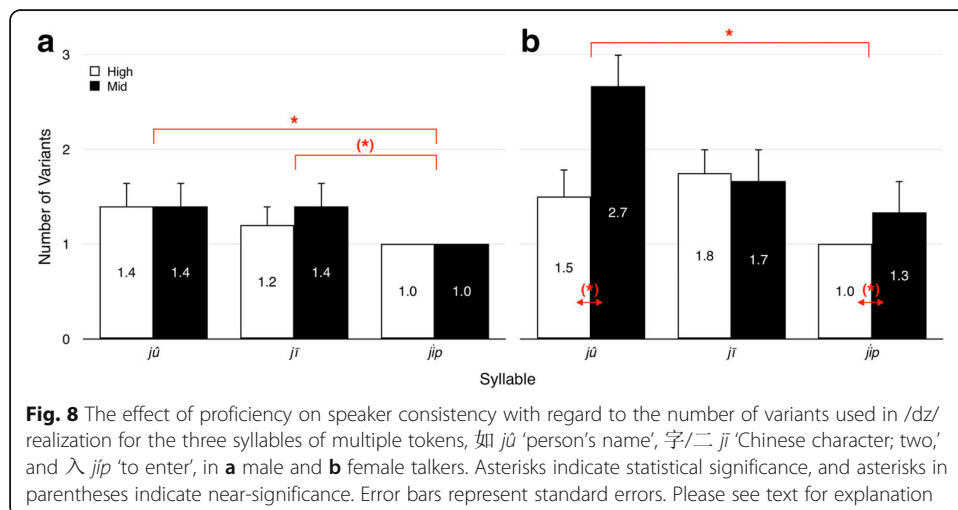 a
b
*
*
3
High
Mid
*
(*)
2
Number of Variants
2.7
1
1.4
1.4
1.2
1.4
1.0
1.0
1.5
1.8
1.7
1.0
1.3
(*)
(*)
0
jû
jī
ji̍p
jû
jī
ji̍p
Syllable
Fig. 8 The effect of proficiency on speaker consistency with regard to the number of variants used in /dz/
realization for the three syllables of multiple tokens, 如 jû ‘person’s name’, 字/二 jī ‘Chinese character; two,’
and 入 ji̍p ‘to enter’, in a male and b female talkers. Asterisks indicate statistical significance, and asterisks in
parentheses indicate near-significance. Error bars represent standard errors. Please see text for explanation